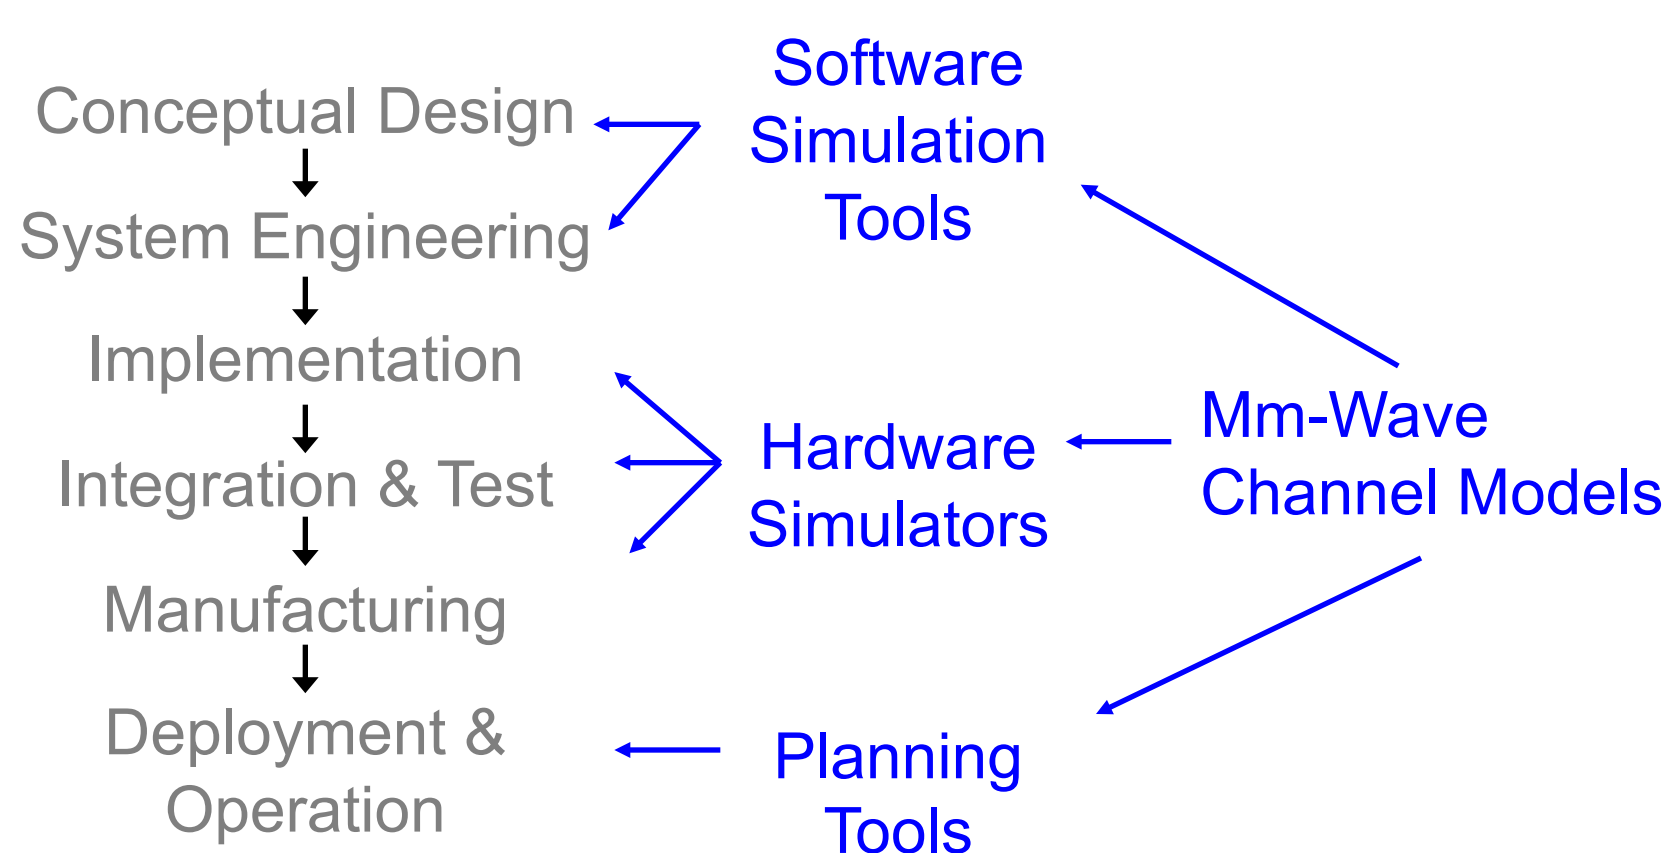 Conceptual Design
System Engineering
Implementation
Integration & Test
Manufacturing
Deployment &
Operation
Software
Simulation
Tools
Hardware
Simulators
Planning
Tools
Mm-Wave
Channel Models